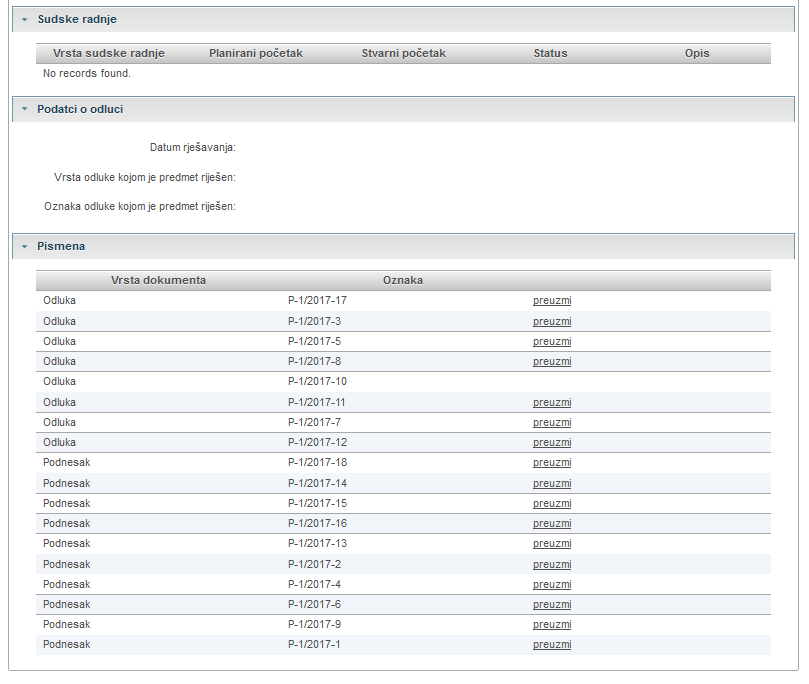 Sudske radnje
Vrsta sudske radnje Planirani početak Stvarni početak Status Opis
No records found.
Podatci o odluci
Datum rješavanja:
Vrsta odluke kojom je predmet riješen:
Oznaka odluke kojom je predmet riješen:
Pismena
Vrsta dokumenta Oznaka
Odluka P-1/2017-17 preuzmi
Odluka P-1/2017-3 preuzmi
Odluka P-1/2017-5 preuzmi
Odluka P-1/2017-8 preuzmi
Odluka P-1/2017-10
Odluka P-1/2017-11 preuzmi
Odluka P-1/2017-7 preuzmi
Odluka P-1/2017-12 preuzmi
Podnesak P-1/2017-18 preuzmi
Podnesak P-1/2017-14 preuzmi
Podnesak P-1/2017-15 preuzmi
Podnesak P-1/2017-16 preuzmi
Podnesak P-1/2017-13 preuzmi
Podnesak P-1/2017-2 preuzmi
Podnesak P-1/2017-4 preuzmi
Podnesak P-1/2017-6 preuzmi
Podnesak P-1/2017-9 preuzmi
Podnesak P-1/2017-1 preuzmi